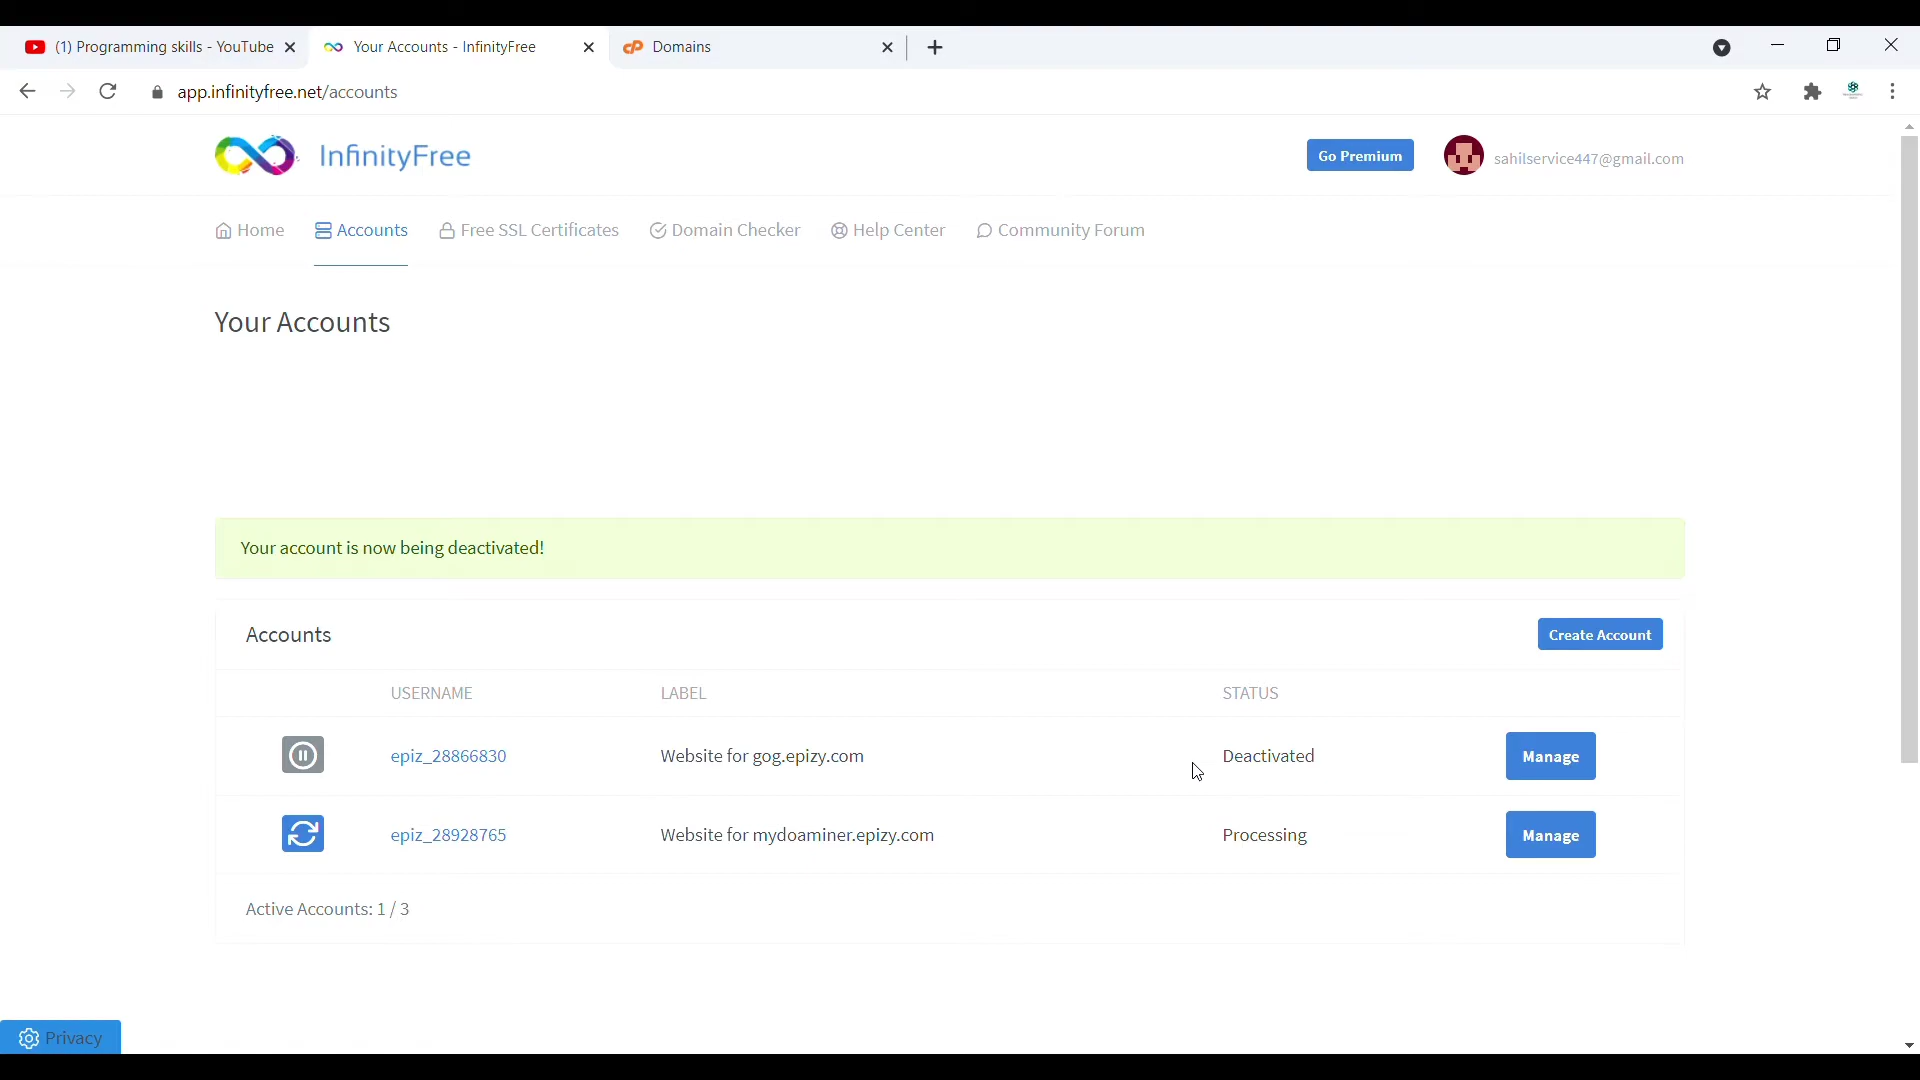 (1) Programming skills - YouTube
Your Accounts - InfinityFree
Domains
app.infinityfree.net/accounts
InfinityFree
Go Premium
sahilservice447@gmail.com
Home
Accounts
Free SSL Certificates
Domain Checker
Help Center
Community Forum
Your Accounts
Your account is now being deactivated!
Accounts
Create Account
USERNAME LABEL STATUS
epiz_28866830 Website for gog.epizy.com Deactivated Manage
epiz_28928765 Website for mydoaminer.epizy.com Processing Manage
Active Accounts: 1 / 3
Privacy